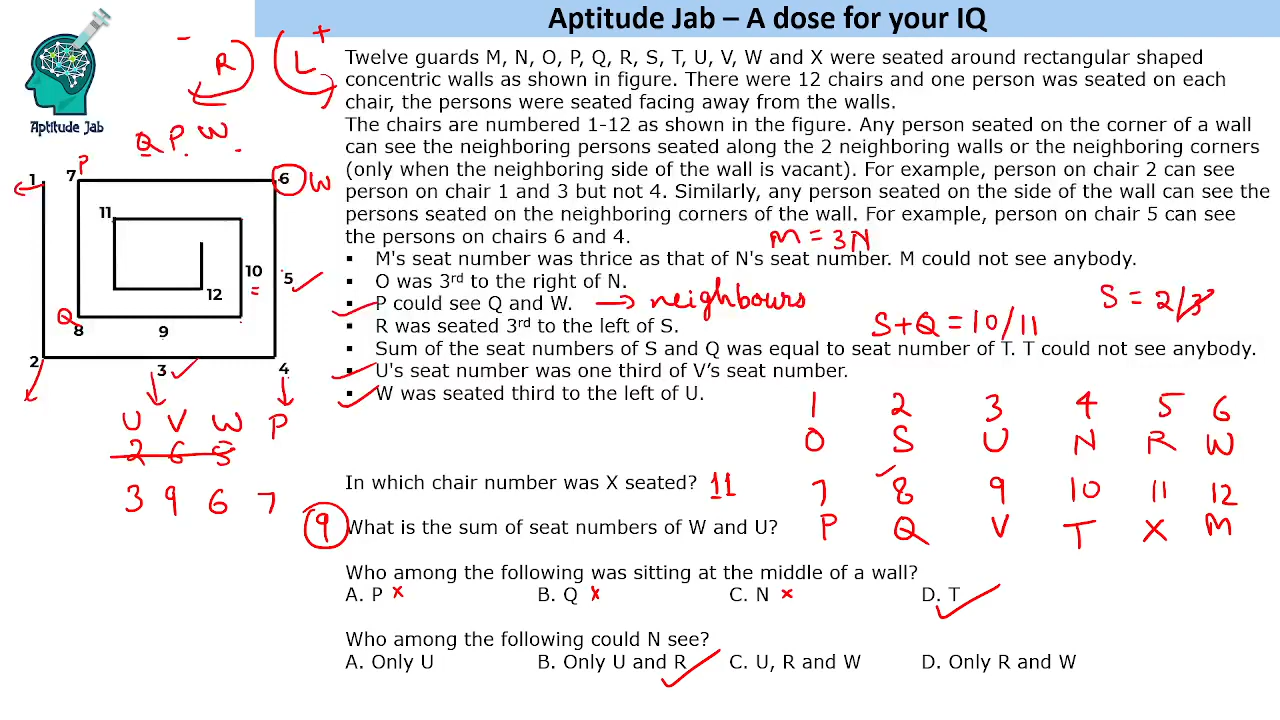 Aptitude Jab – A dose for your IQ
Aptitude Jab
- R L +
Twelve guards M, N, O, P, Q, R, S, T, U, V, W and X were seated around rectangular shaped
concentric walls as shown in figure. There were 12 chairs and one person was seated on each
chair, the persons were seated facing away from the walls.
The chairs are numbered 1-12 as shown in the figure. Any person seated on the corner of a wall
can see the neighboring persons seated along the 2 neighboring walls or the neighboring corners
(only when the neighboring side of the wall is vacant). For example, person on chair 2 can see
person on chair 1 and 3 but not 4. Similarly, any person seated on the side of the wall can see the
persons seated on the neighboring corners of the wall. For example, person on chair 5 can see
the persons on chairs 6 and 4. M = 3N
▪ M's seat number was thrice as that of N's seat number. M could not see anybody.
▪ O was 3rd to the right of N.
▪ P could see Q and W. → neighbours S = 2/3
▪ R was seated 3rd to the left of S. S+Q = 10/11
▪ Sum of the seat numbers of S and Q was equal to seat number of T. T could not see anybody.
▪ U's seat number was one third of V's seat number.
▪ W was seated third to the left of U.
Q P. W.
P
1 7 6 W
11
10 5
12
Q
8 9
2 3 4
U V W P
2 6 5
3 9 6 7
1 2 3 4 5 6
O S U N R W
In which chair number was X seated? 11
7 8 9 10 11 12
P Q V T X M
9 What is the sum of seat numbers of W and U?
Who among the following was sitting at the middle of a wall?
A. P x B. Q x C. N x D. T
Who among the following could N see?
A. Only U B. Only U and R C. U, R and W D. Only R and W